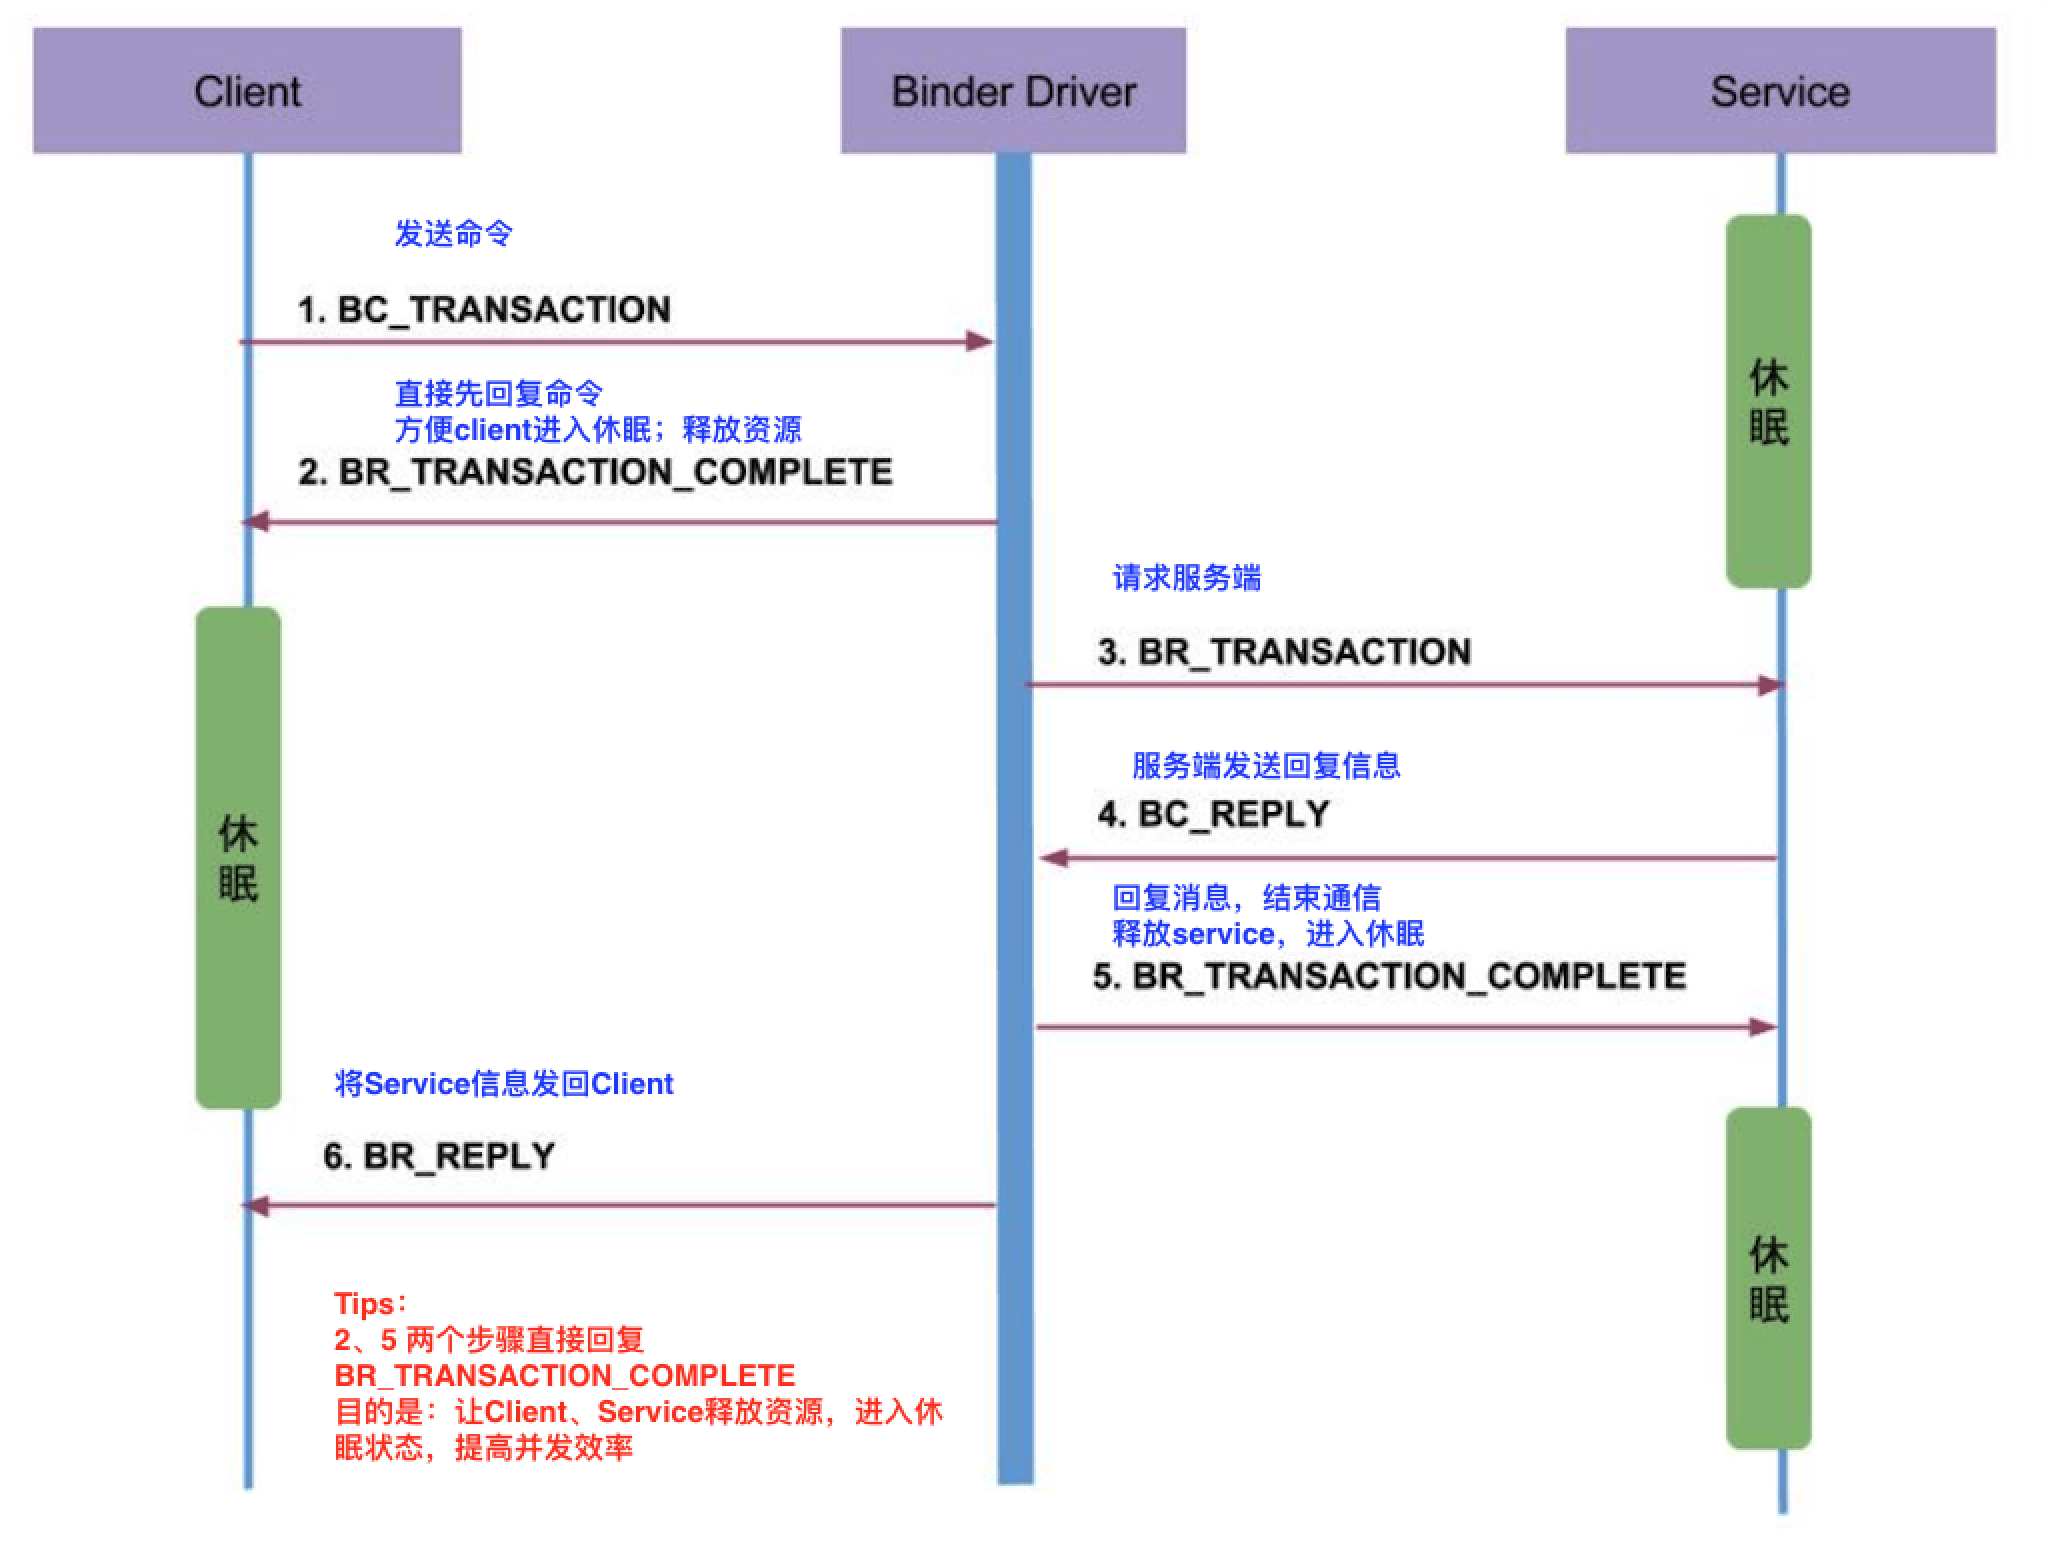 Client
Binder Driver
Service
发送命令
1. BC_TRANSACTION
直接先回复命令
方便client进入休眠；释放资源
2. BR_TRANSACTION_COMPLETE
休
眠
请求服务端
3. BR_TRANSACTION
服务端发送回复信息
4. BC_REPLY
休
眠
回复消息，结束通信
释放service，进入休眠
5. BR_TRANSACTION_COMPLETE
将Service信息发回Client
6. BR_REPLY
休
眠
Tips：
2、5 两个步骤直接回复
BR_TRANSACTION_COMPLETE
目的是：让Client、Service释放资源，进入休
眠状态，提高并发效率